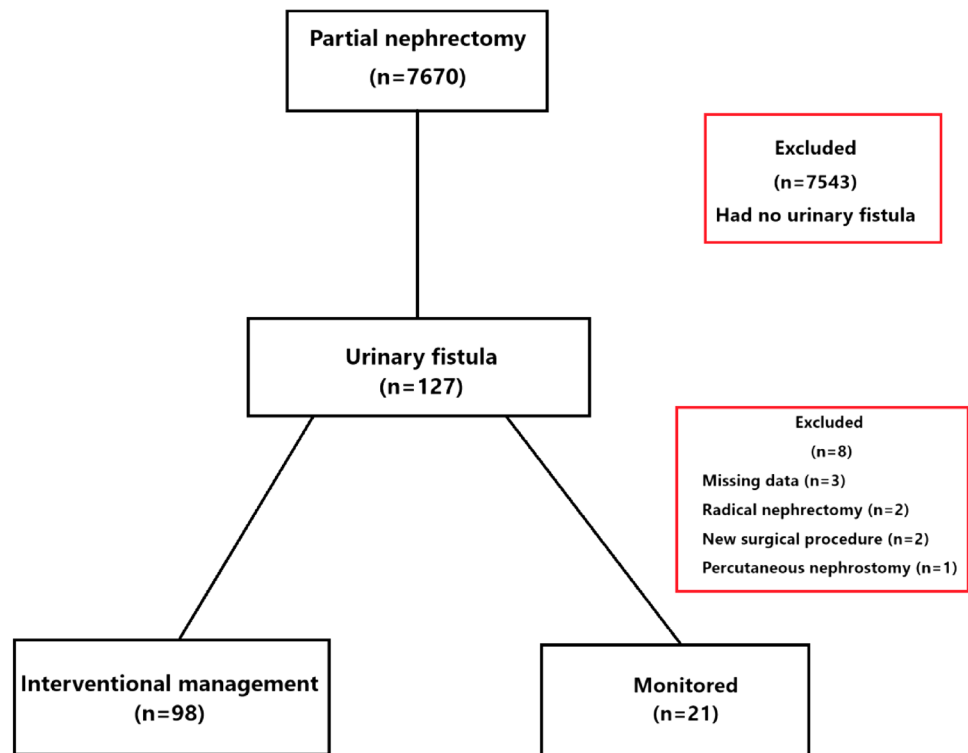 Partial nephrectomy
(n=7670)
Excluded
(n=7543)
Had no urinary fistula
Urinary fistula
(n=127)
Excluded
(n=8)
Missing data (n=3)
Radical nephrectomy (n=2)
New surgical procedure (n=2)
Percutaneous nephrostomy (n=1)
Interventional management
(n=98)
Monitored
(n=21)